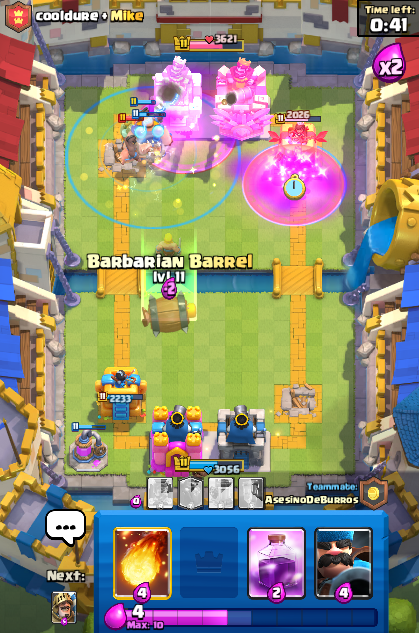 cooldure + Mike
Time left:
0:41
x2
3621
2026
Barbarian Barrel
lvl 11
-2
2233
3056
Teammate:
AsesinoDeBurros
...
4
2
4
Next:
4
Max: 10